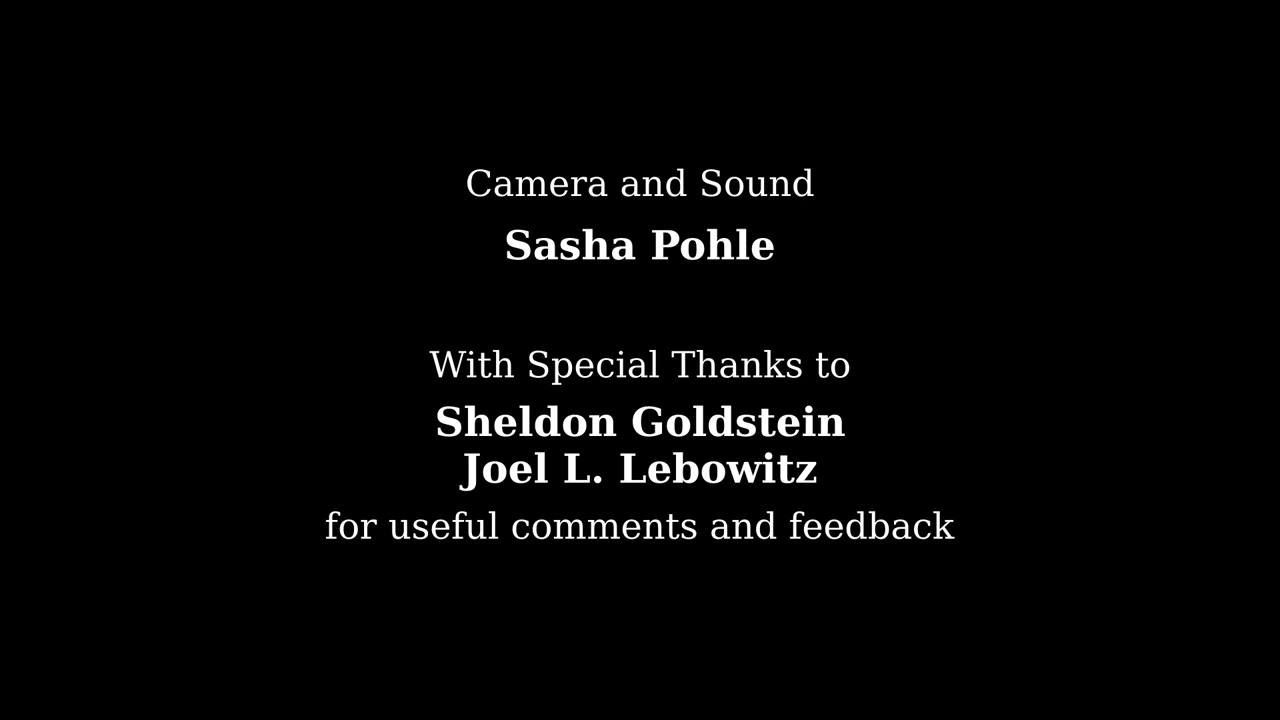 Camera and Sound
Sasha Pohle
With Special Thanks to
Sheldon Goldstein
Joel L. Lebowitz
for useful comments and feedback